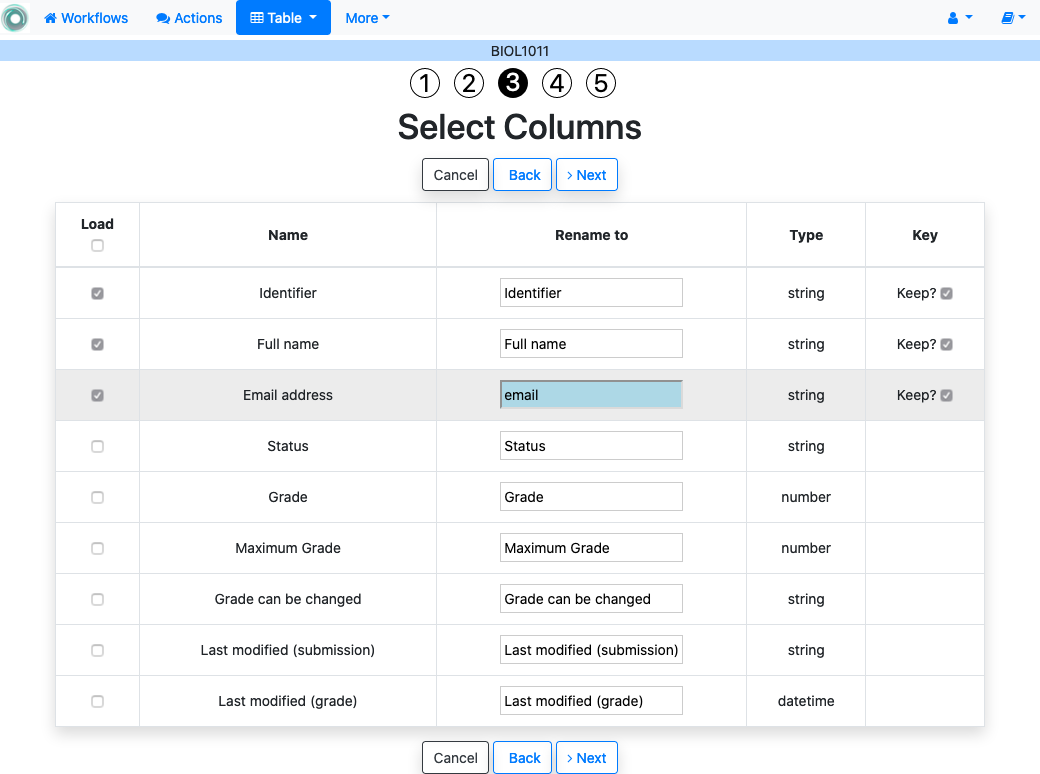 Workflows Actions Table More
BIOL1011
1 2 3 4 5
Select Columns
Cancel Back Next
Load Name Rename to Type Key
Identifier Identifier string Keep?
Full name Full name string Keep?
Email address email string Keep?
Status Status string
Grade Grade number
Maximum Grade Maximum Grade number
Grade can be changed Grade can be changed string
Last modified (submission) Last modified (submission) string
Last modified (grade) Last modified (grade) datetime
Cancel Back Next